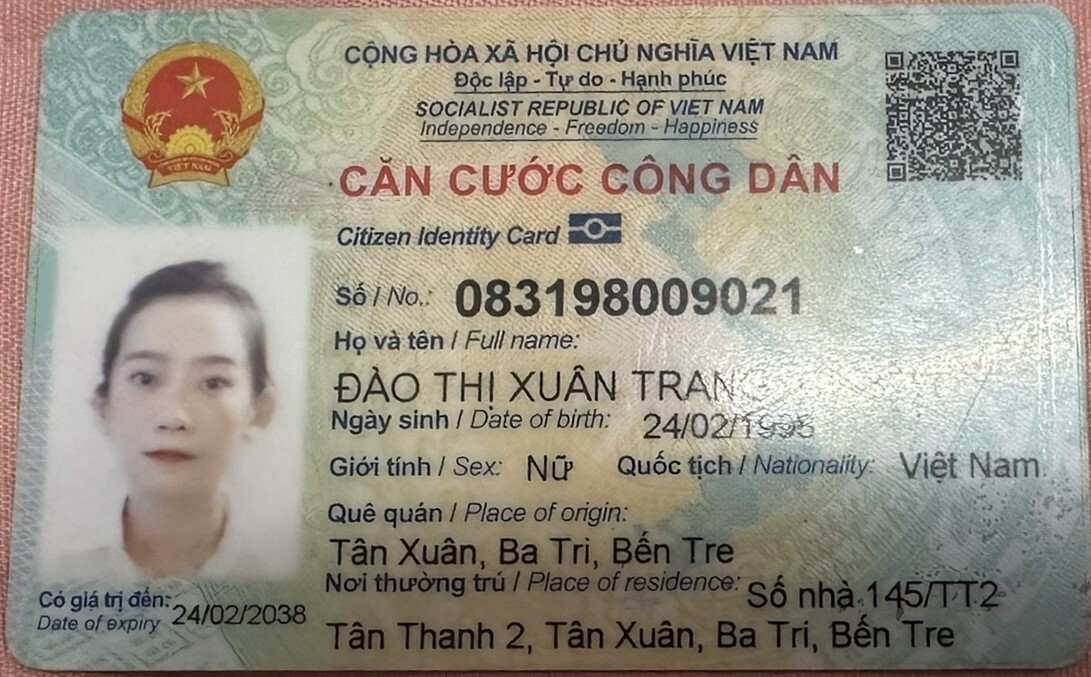 CỘNG HÒA XÃ HỘI CHỦ NGHĨA VIỆT NAM
Độc lập - Tự do - Hạnh phúc
SOCIALIST REPUBLIC OF VIET NAM
Independence - Freedom - Happiness
CĂN CƯỚC CÔNG DÂN
Citizen Identity Card
VIỆT NAM
Số / No.: 083198009021
Họ và tên / Full name:
ĐÀO THỊ XUÂN
Ngày sinh / Date of birth:
Giới tính / Sex: Nữ Quốc tịch / Nationality: Việt Nam
Quê quán / Place of origin:
Tân Xuân, Ba Tri, Bến Tre
Nơi thường trú / Place of residence: Số nhà 145/TT2
Tân Thanh 2, Tân Xuân, Ba Tri, Bến Tre
Có giá trị đến: 24/02/2038
Date of expiry